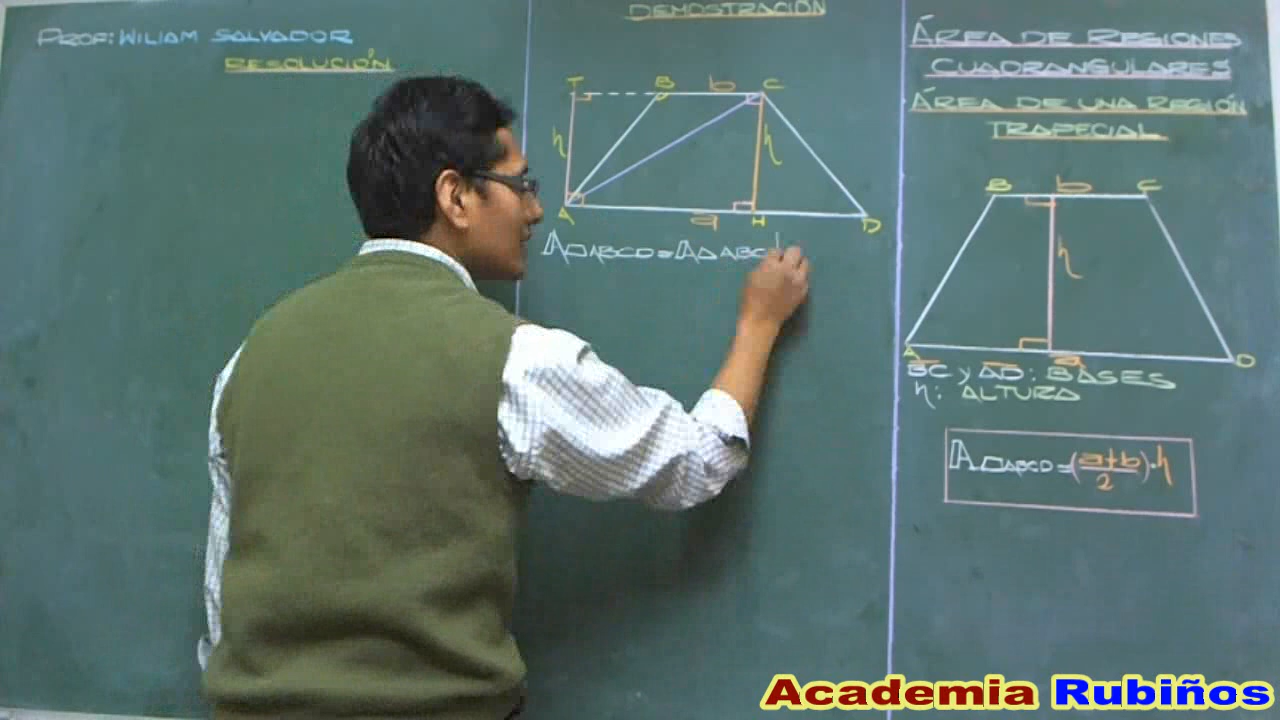 PROF: WILIAM SALVADOR
RESOLUCIÓN
DEMOSTRACIÓN
T B b C
h h
A a H D
A▱ABCD=A△ABC+
ÁREA DE REGIONES
CUADRANGULARES
ÁREA DE UNA REGIÓN
TRAPECIAL
B b C
h
A a D
BC y AD: BASES
h: ALTURA
A▱ABCD=(a+b/2)·h
Academia Rubiños